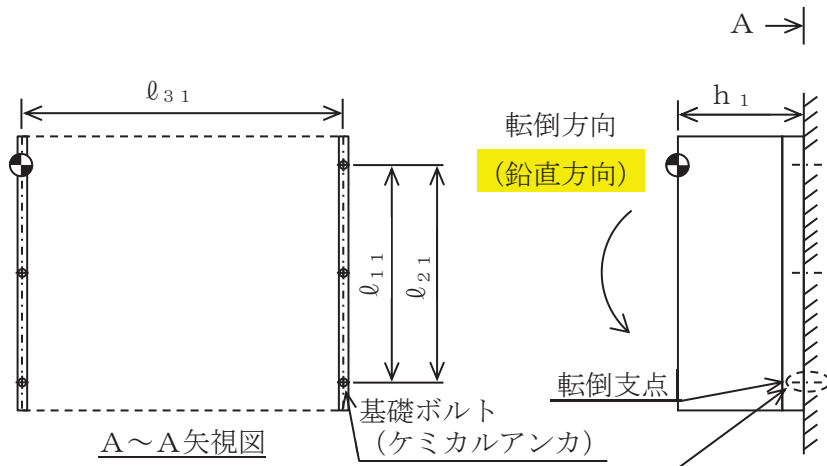 A
ℓ31
h1
転倒方向
(鉛直方向)
ℓ11
ℓ21
転倒支点
基礎ボルト
(ケミカルアンカ)
A~A矢視図